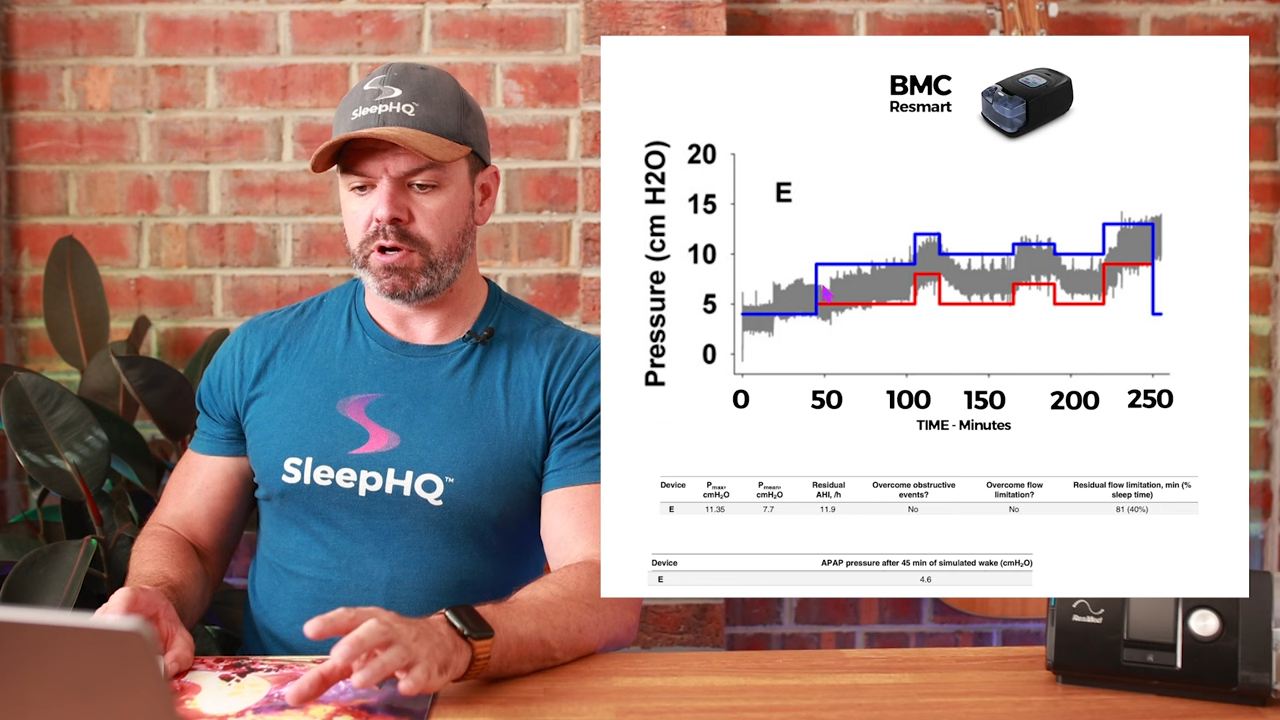 SleepHQ
SleepHQ™
BMC
Resmart
Pressure (cm H2O)
20
15
10
5
0
E
0 50 100 150 200 250
TIME - Minutes
Device Pmax, cmH₂O Pmean, cmH₂O Residual AHI, /h Overcome obstructive events? Overcome flow limitation? Residual flow limitation, min (% sleep time)
E 11.35 7.7 11.9 No No 81 (40%)
Device APAP pressure after 45 min of simulated wake (cmH₂O)
E 4.6
ResMed